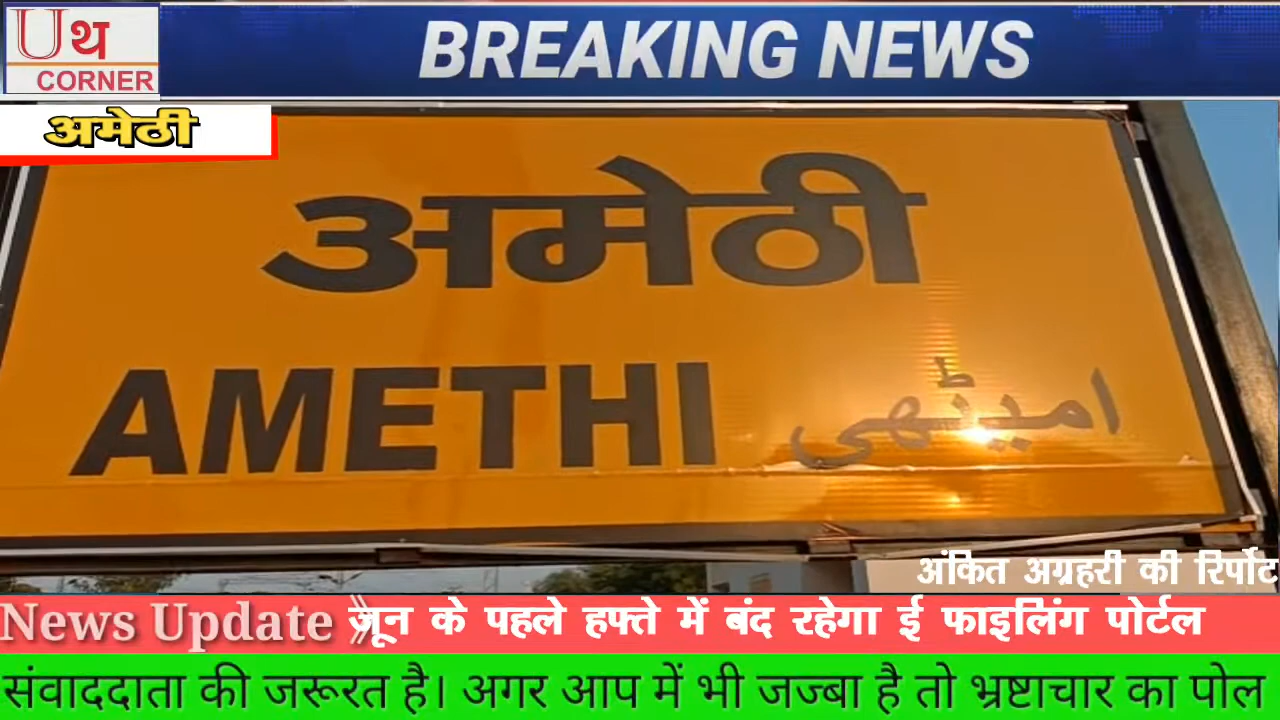 Uथ
CORNER
BREAKING NEWS
अमेठी
अमेठी
AMETHI امیٹھی
अंकित अग्रहरी की रिर्पोट
News Update » जून के पहले हफ्ते में बंद रहेगा ई फाइलिंग पोर्टल
संवाददाता की जरूरत है। अगर आप में भी जज्बा है तो भ्रष्टाचार का पोल